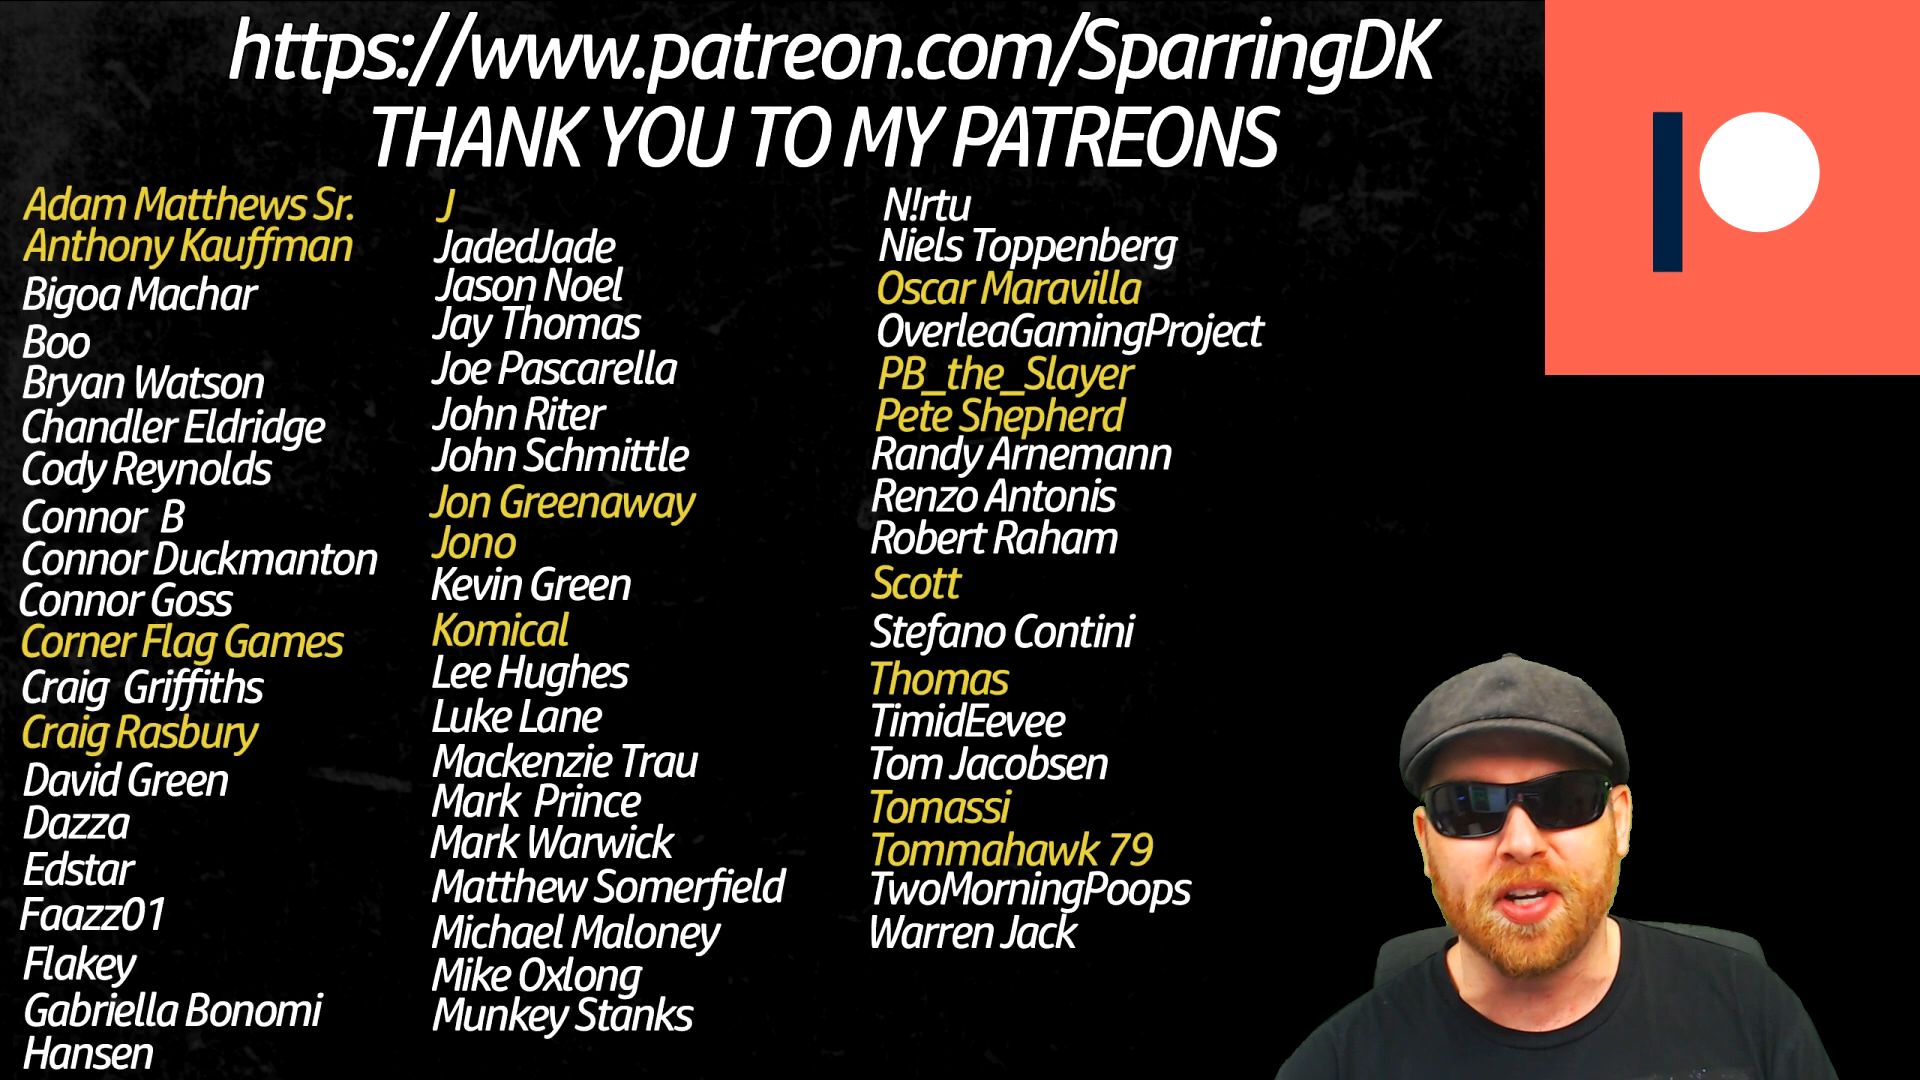 https://www.patreon.com/SparringDK
THANK YOU TO MY PATREONS
Adam Matthews Sr.
Anthony Kauffman
Bigoa Machar
Boo
Bryan Watson
Chandler Eldridge
Cody Reynolds
Connor B
Connor Duckmanton
Connor Goss
Corner Flag Games
Craig Griffiths
Craig Rasbury
David Green
Dazza
Edstar
Faazz01
Flakey
Gabriella Bonomi
Hansen
J
JadedJade
Jason Noel
Jay Thomas
Joe Pascarella
John Riter
John Schmittle
Jon Greenaway
Jono
Kevin Green
Komical
Lee Hughes
Luke Lane
Mackenzie Trau
Mark Prince
Mark Warwick
Matthew Somerfield
Michael Maloney
Mike Oxlong
Munkey Stanks
N!rtu
Niels Toppenberg
Oscar Maravilla
OverleaGamingProject
PB_the_Slayer
Pete Shepherd
Randy Arnemann
Renzo Antonis
Robert Raham
Scott
Stefano Contini
Thomas
TimidEevee
Tom Jacobsen
Tomassi
Tommahawk 79
TwoMorningPoops
Warren Jack